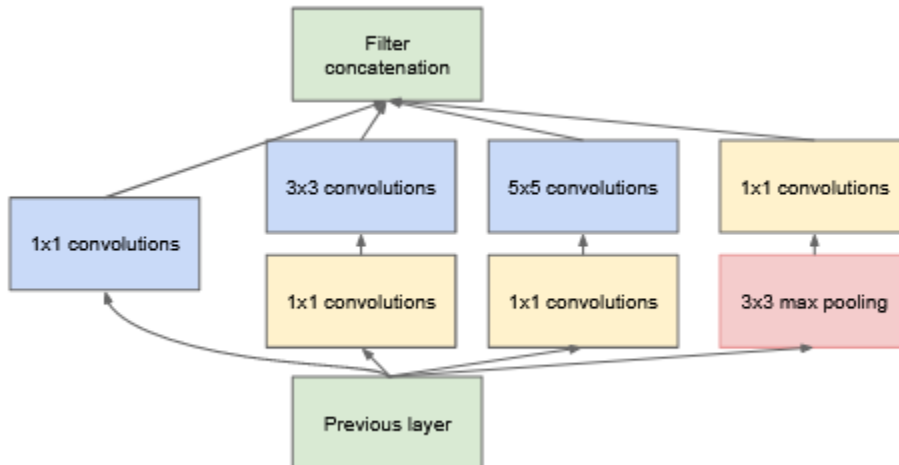 Filter
concatenation
3x3 convolutions
5x5 convolutions
1x1 convolutions
1x1 convolutions
1x1 convolutions
1x1 convolutions
3x3 max pooling
Previous layer